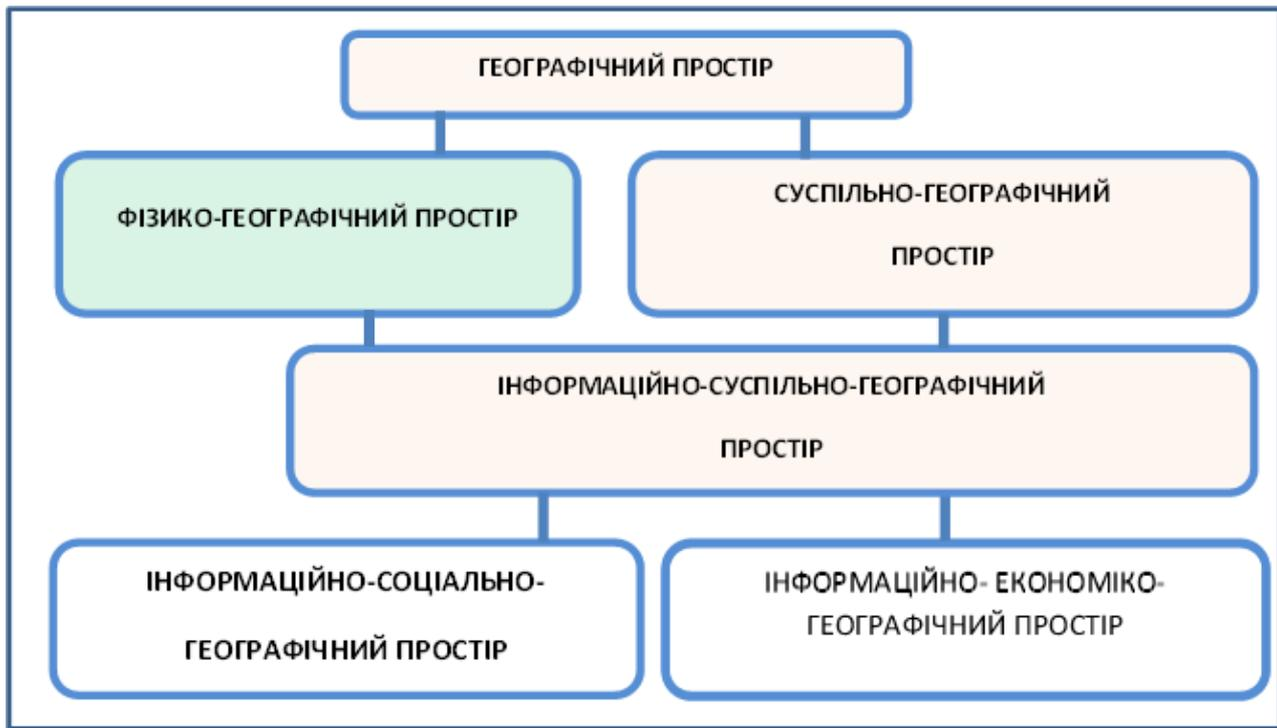 ГЕОГРАФІЧНИЙ ПРОСТІР
ФІЗИКО-ГЕОГРАФІЧНИЙ ПРОСТІР
СУСПІЛЬНО-ГЕОГРАФІЧНИЙ
ПРОСТІР
ІНФОРМАЦІЙНО-СУСПІЛЬНО-ГЕОГРАФІЧНИЙ
ПРОСТІР
ІНФОРМАЦІЙНО-СОЦІАЛЬНО-
ГЕОГРАФІЧНИЙ ПРОСТІР
ІНФОРМАЦІЙНО- ЕКОНОМІКО-
ГЕОГРАФІЧНИЙ ПРОСТІР